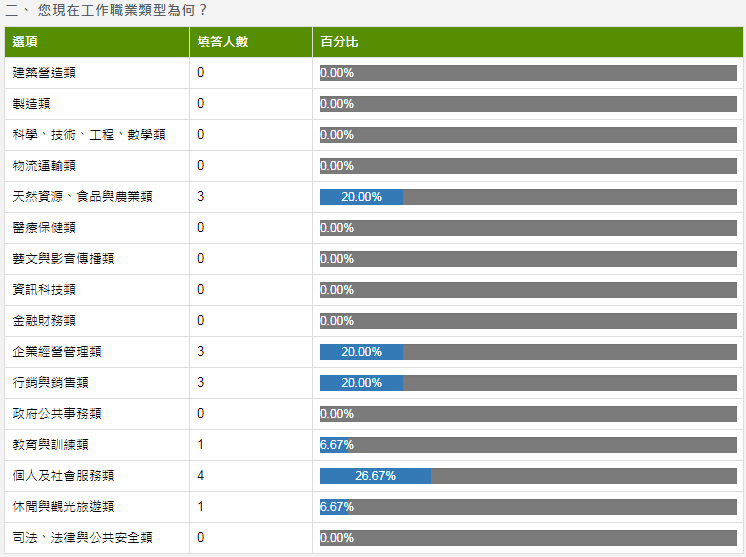 二、 您現在工作職業類型為何？
選項 填答人數 百分比
建築營造類 0 0.00%
製造類 0 0.00%
科學、技術、工程、數學類 0 0.00%
物流運輸類 0 0.00%
天然資源、食品與農業類 3 20.00%
醫療保健類 0 0.00%
藝文與影音傳播類 0 0.00%
資訊科技類 0 0.00%
金融財務類 0 0.00%
企業經營管理類 3 20.00%
行銷與銷售類 3 20.00%
政府公共事務類 0 0.00%
教育與訓練類 1 6.67%
個人及社會服務類 4 26.67%
休閒與觀光旅遊類 1 6.67%
司法、法律與公共安全類 0 0.00%